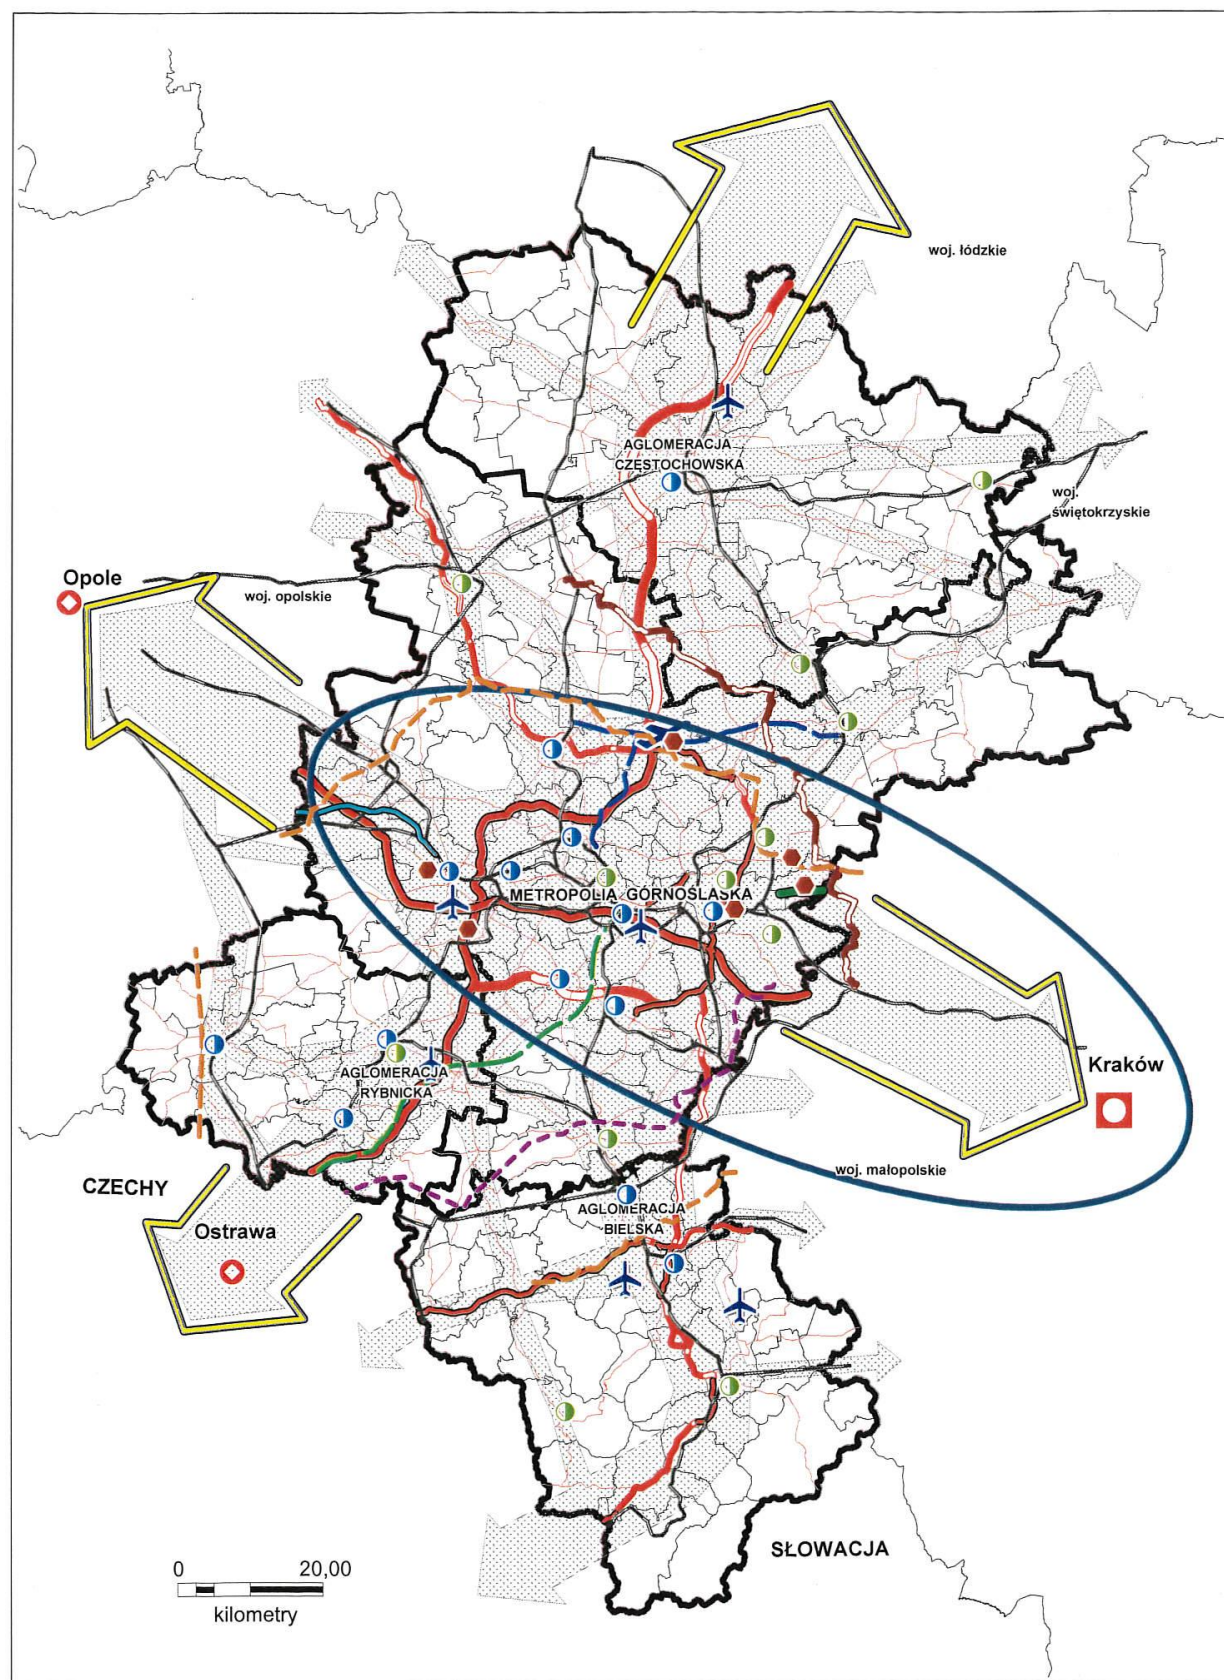 woj. łódzkie
AGLOMERACJA
CZĘSTOCHOWSKA
woj.
świętokrzyskie
Opole
woj. opolskie
METROPOLIA GÓRNOŚLĄSKA
AGLOMERACJA
RYBNICKA
Kraków
woj. małopolskie
CZECHY
AGLOMERACJA
BIELSKA
Ostrawa
SŁOWACJA
0 20,00
kilometry